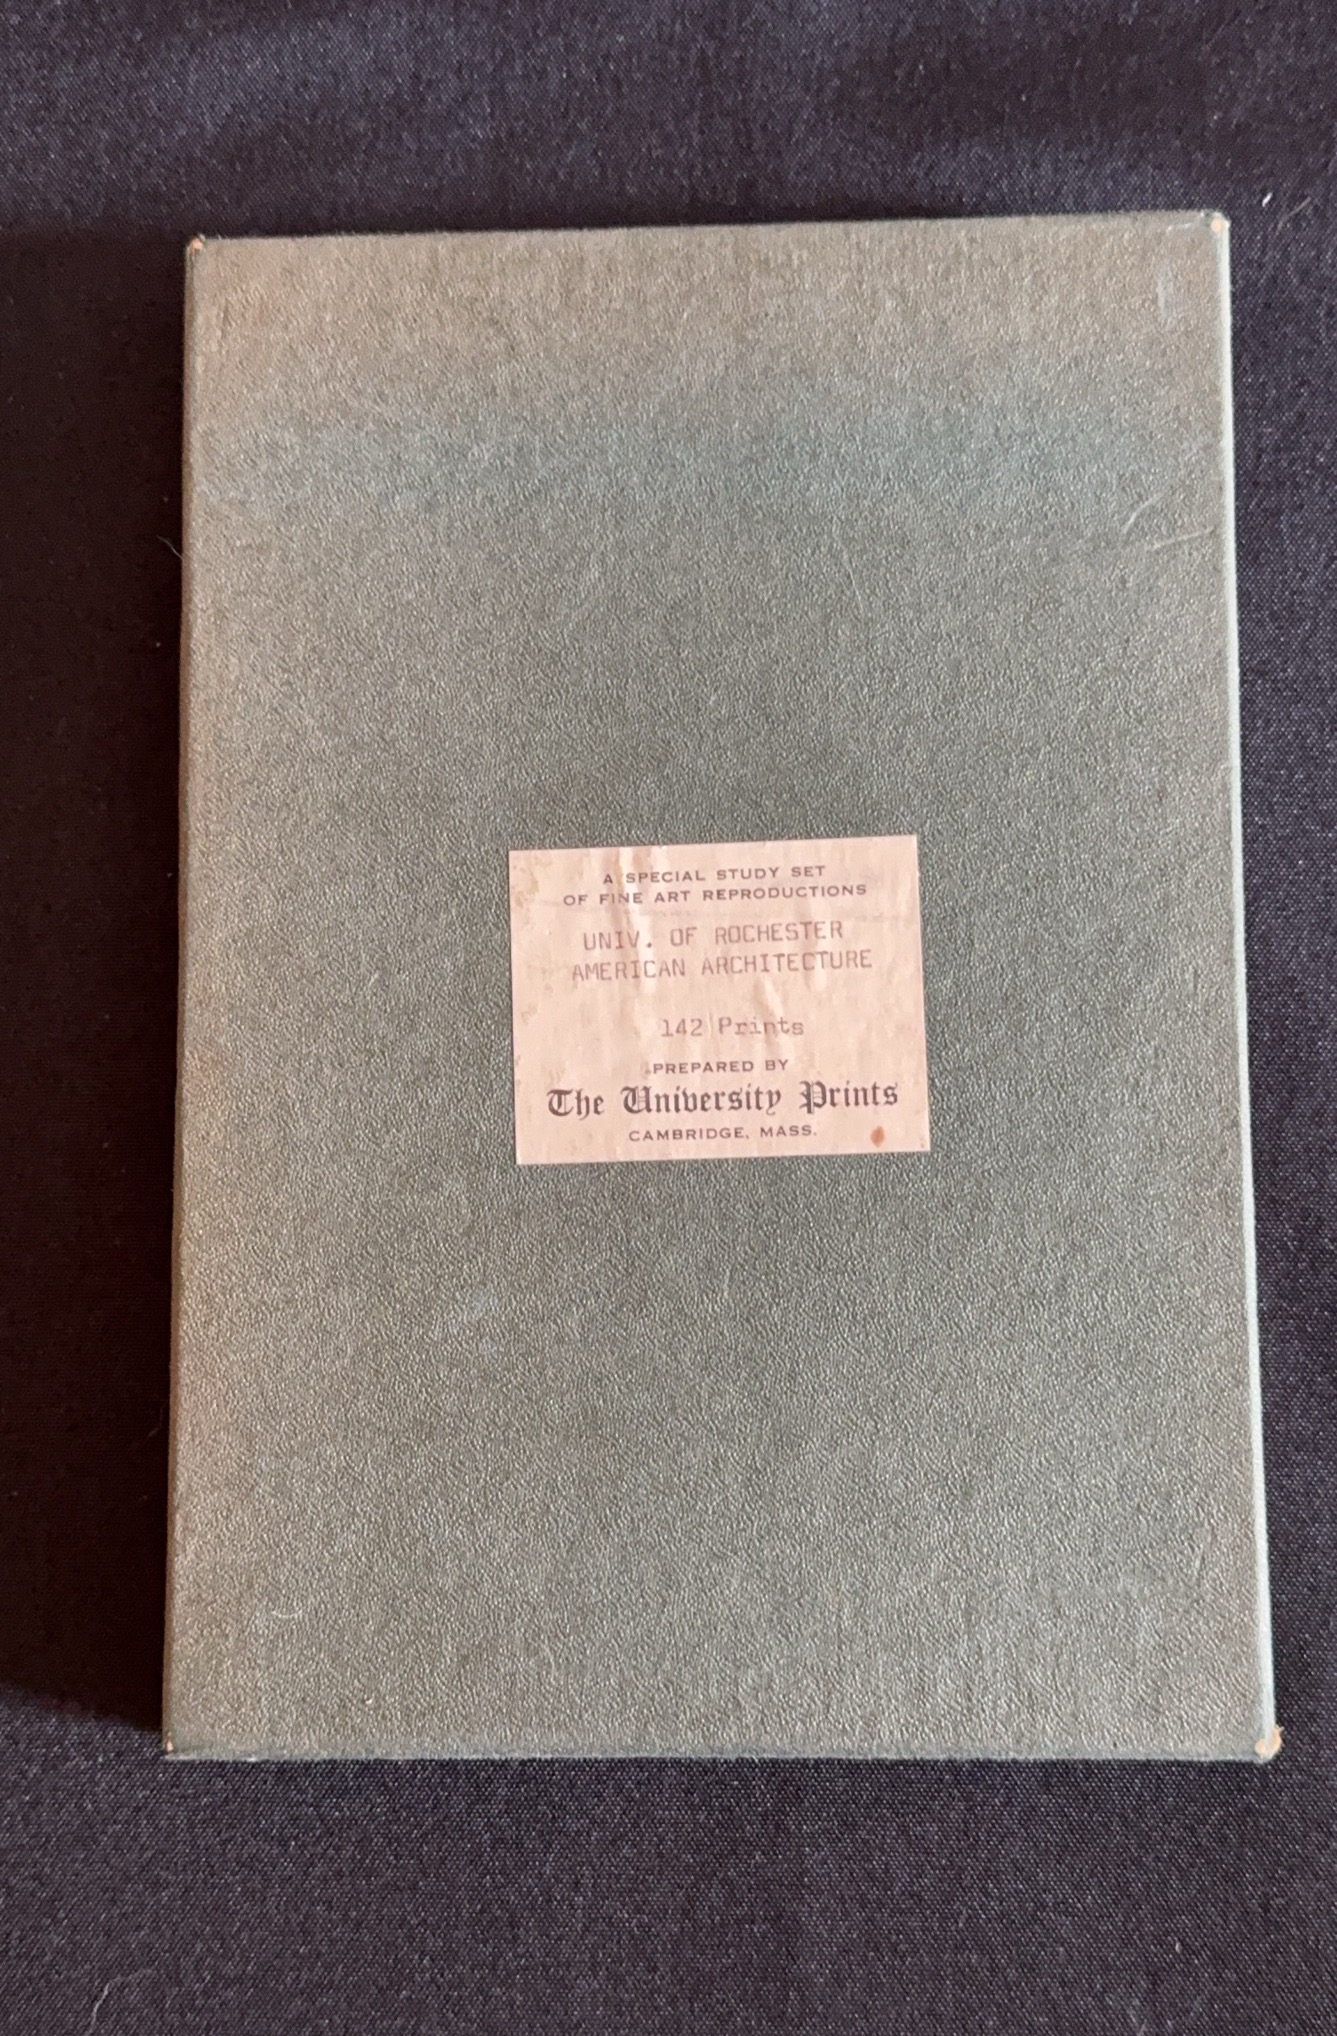 A SPECIAL STUDY SET
OF FINE ART REPRODUCTIONS
UNIV. OF ROCHESTER
AMERICAN ARCHITECTURE
142 Prints
PREPARED BY
The University Prints
CAMBRIDGE, MASS.